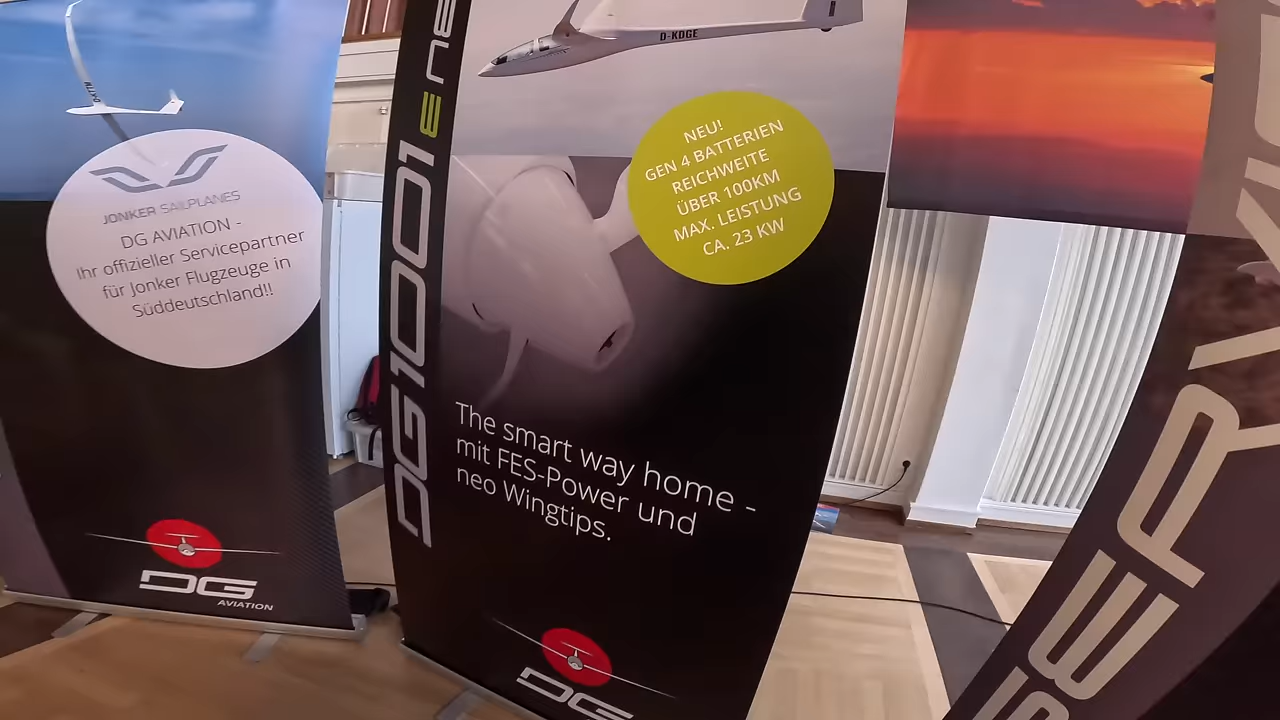 JONKER SAILPLANES
DG AVIATION -
Ihr offizieller Servicepartner
für Jonker Flugzeuge in
Süddeutschland!!
DG
AVIATION
DG1001 E
D-KDGE
NEU!
GEN 4 BATTERIEN
REICHWEITE
ÜBER 100KM
MAX. LEISTUNG
CA. 23 KW
The smart way home -
mit FES-Power und
neo Wingtips.
DG